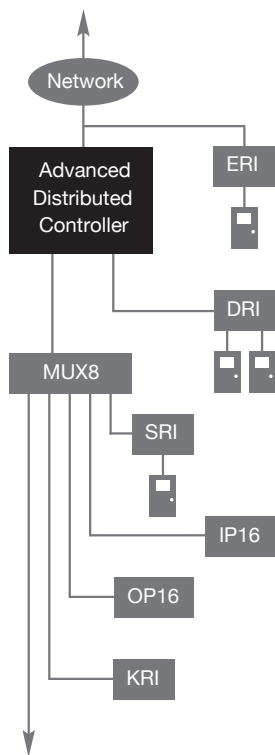 Network
Advanced
Distributed
Controller
ERI
DRI
MUX8
SRI
IP16
OP16
KRI